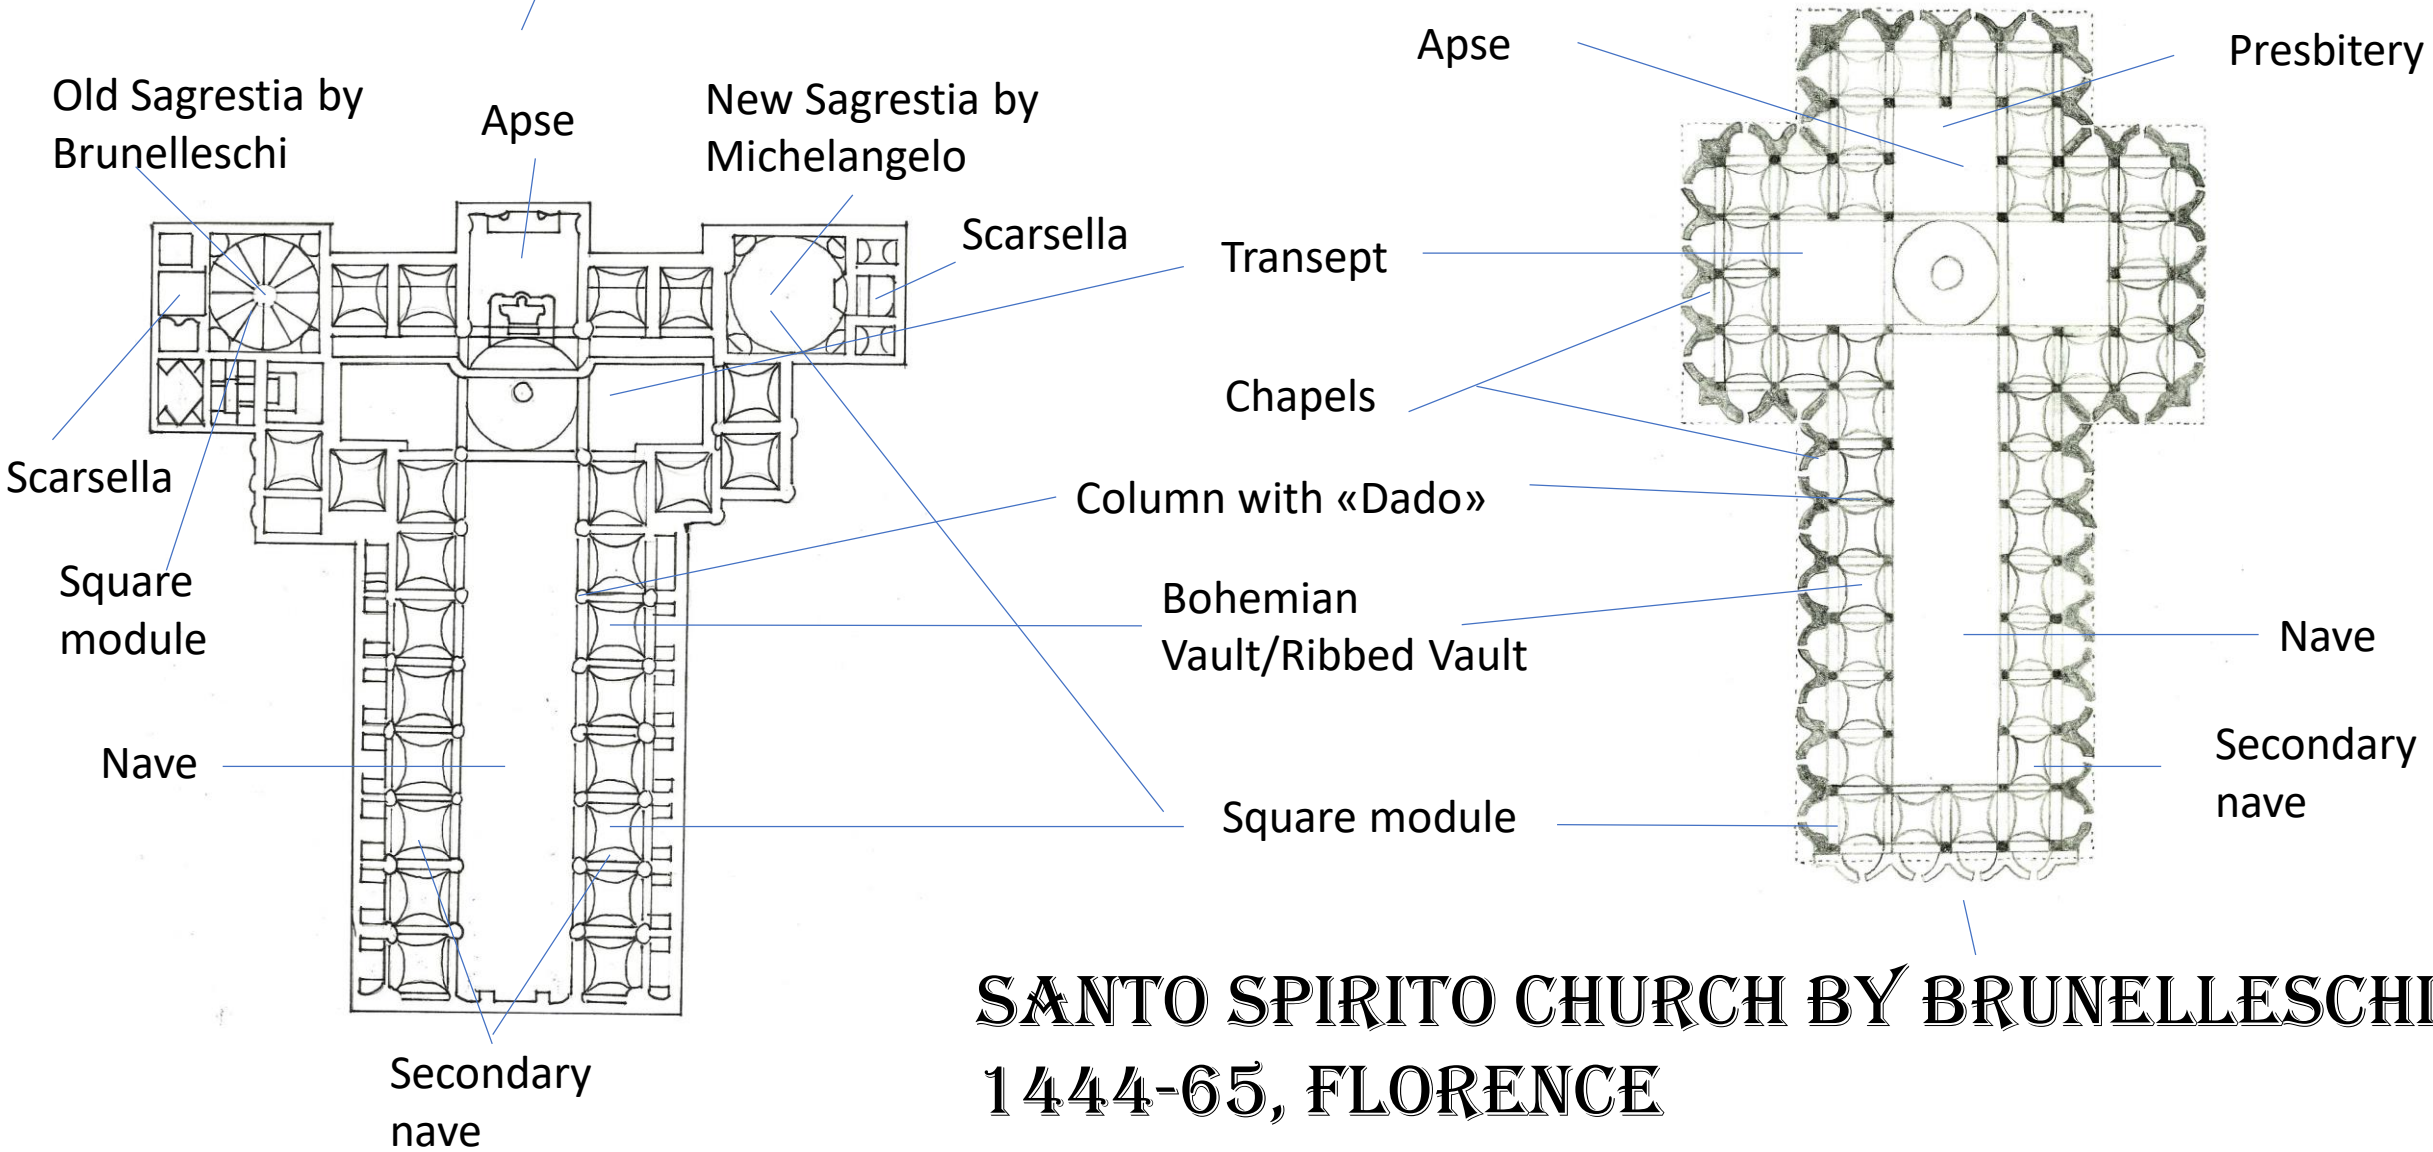 Old Sagrestia by
Brunelleschi
Apse
New Sagrestia by
Michelangelo
Scarsella
Scarsella
Square
module
Nave
Secondary
nave
Apse
Presbitery
Transept
Chapels
Column with «Dado»
Bohemian
Vault/Ribbed Vault
Nave
Secondary
nave
Square module
SANTO SPIRITO CHURCH BY BRUNELLESCHI
1444-65, FLORENCE